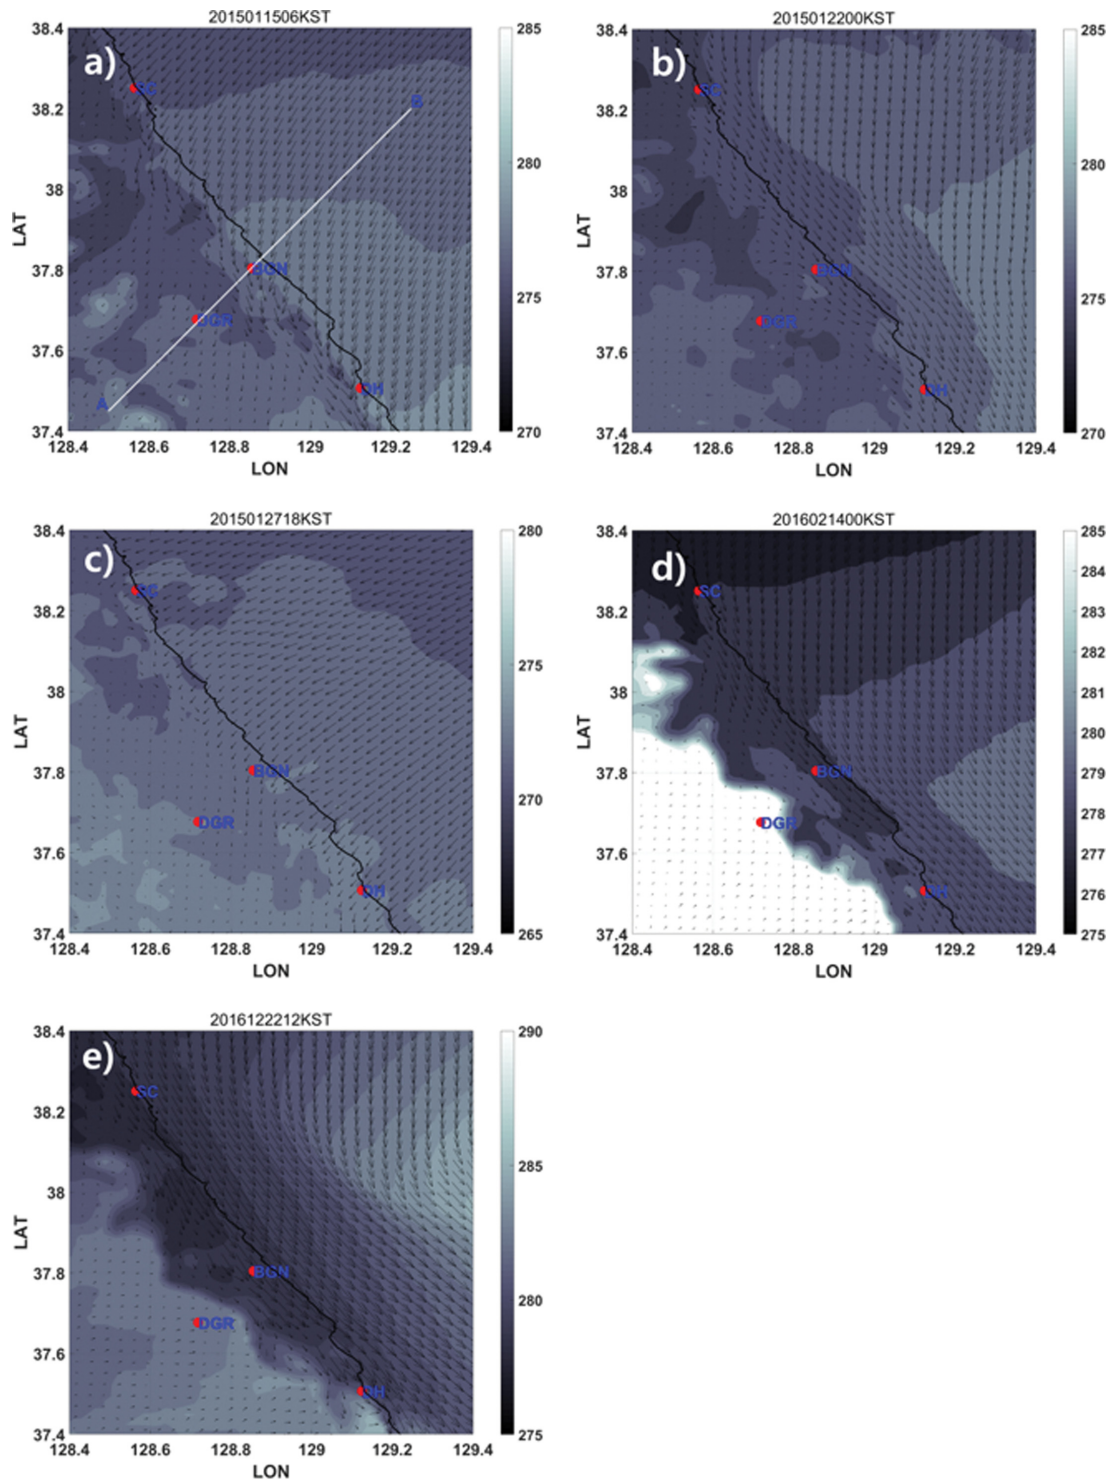 2015011506KST
a)
38.4
38.2
38
37.8
37.6
37.4
LAT
SC
B
BGN
DGR
A
DH
128.4 128.6 128.8 129 129.2 129.4
LON
285
280
275
270
2015012200KST
b)
38.4
38.2
38
37.8
37.6
37.4
LAT
SC
BGN
DGR
DH
128.4 128.6 128.8 129 129.2 129.4
LON
285
280
275
270
2015012718KST
c)
38.4
38.2
38
37.8
37.6
37.4
LAT
SC
BGN
DGR
DH
128.4 128.6 128.8 129 129.2 129.4
LON
280
275
270
265
2016021400KST
d)
38.4
38.2
38
37.8
37.6
37.4
LAT
SC
BGN
DGR
DH
128.4 128.6 128.8 129 129.2 129.4
LON
285
284
283
282
281
280
279
278
277
276
275
2016122212KST
e)
38.4
38.2
38
37.8
37.6
37.4
LAT
SC
BGN
DGR
DH
128.4 128.6 128.8 129 129.2 129.4
LON
290
285
280
275